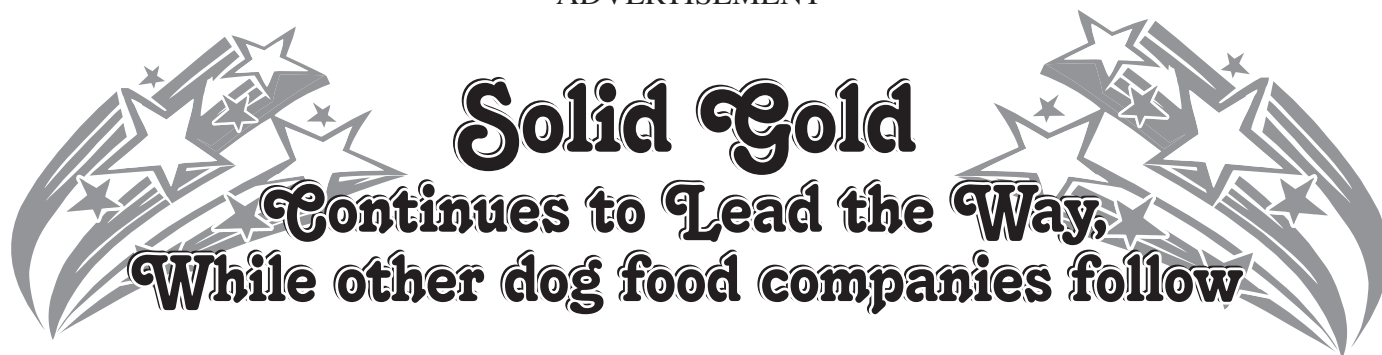 ADVERTISEMENT
Solid Gold
Continues to Lead the Way,
While other dog food companies follow